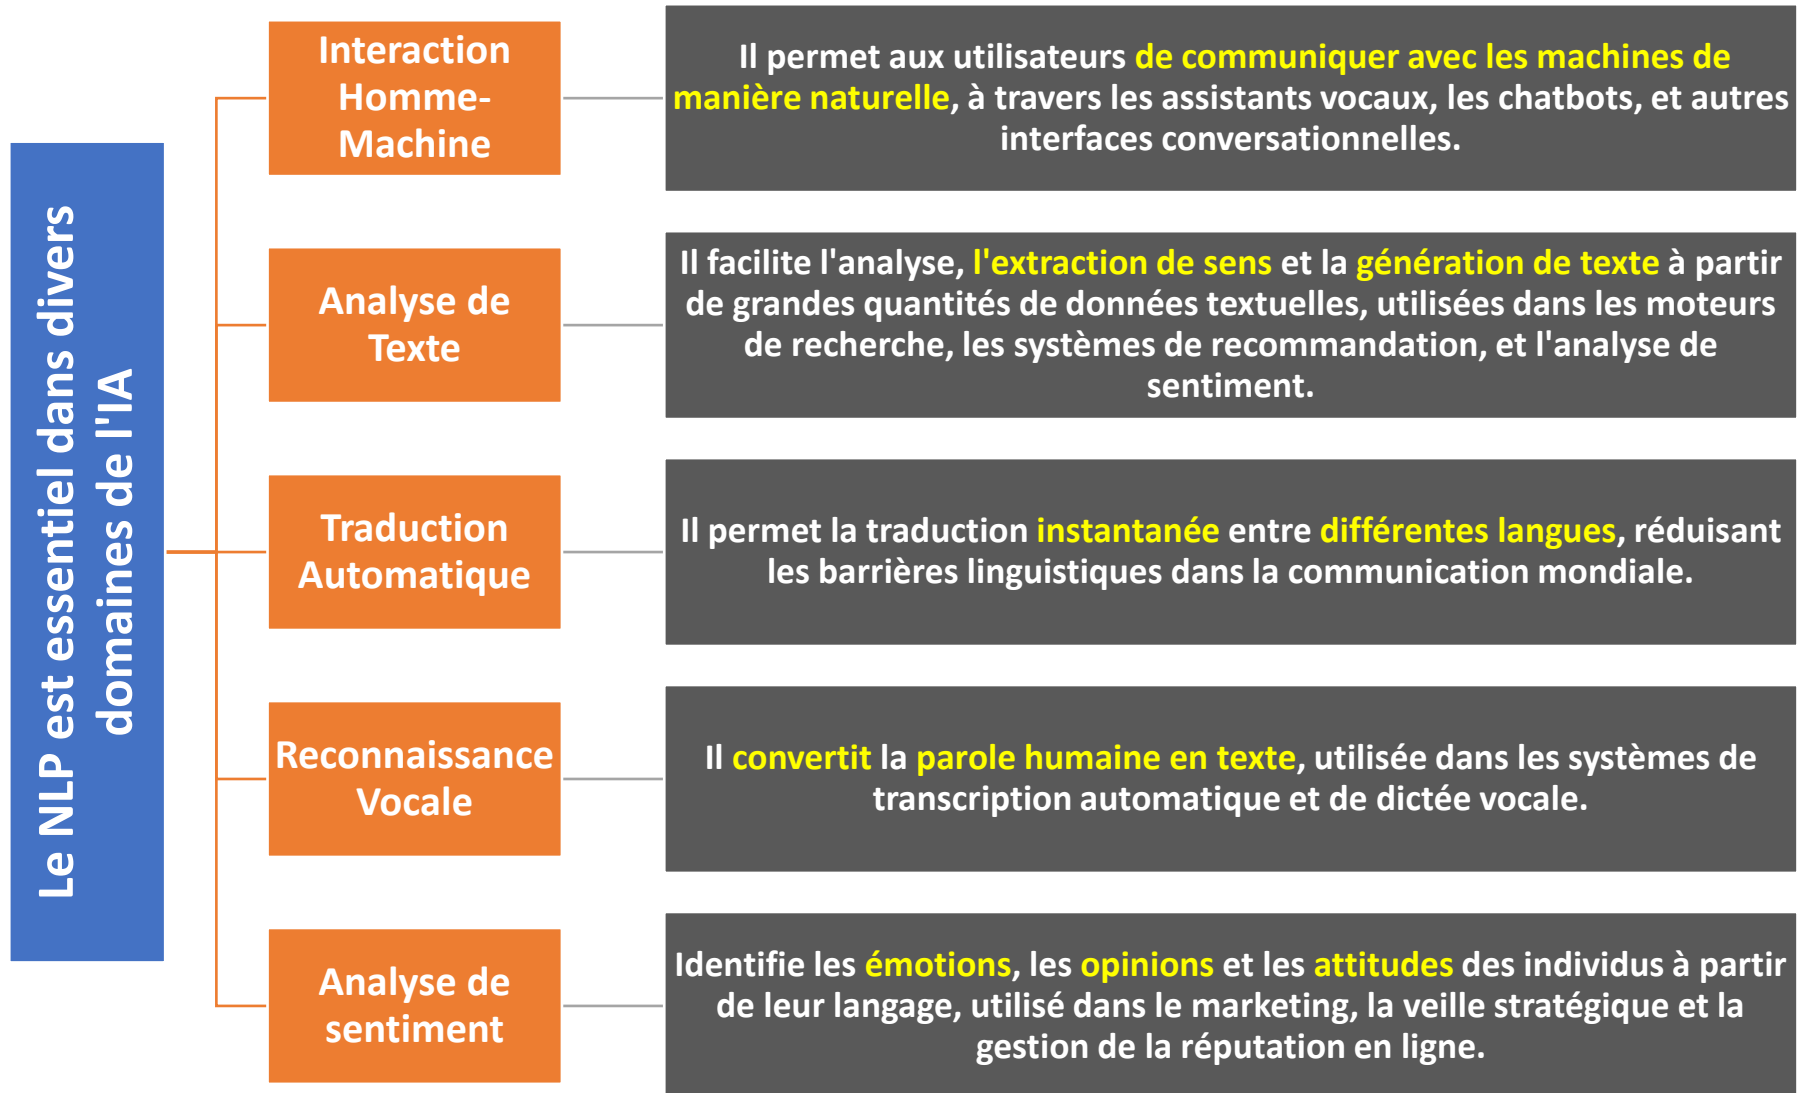 Le NLP est essentiel dans divers
domaines de l'IA
Interaction
Homme-
Machine
Il permet aux utilisateurs de communiquer avec les machines de
manière naturelle, à travers les assistants vocaux, les chatbots, et autres
interfaces conversationnelles.
Analyse de
Texte
Il facilite l'analyse, l'extraction de sens et la génération de texte à partir
de grandes quantités de données textuelles, utilisées dans les moteurs
de recherche, les systèmes de recommandation, et l'analyse de
sentiment.
Traduction
Automatique
Il permet la traduction instantanée entre différentes langues, réduisant
les barrières linguistiques dans la communication mondiale.
Reconnaissance
Vocale
Il convertit la parole humaine en texte, utilisée dans les systèmes de
transcription automatique et de dictée vocale.
Analyse de
sentiment
Identifie les émotions, les opinions et les attitudes des individus à partir
de leur langage, utilisé dans le marketing, la veille stratégique et la
gestion de la réputation en ligne.